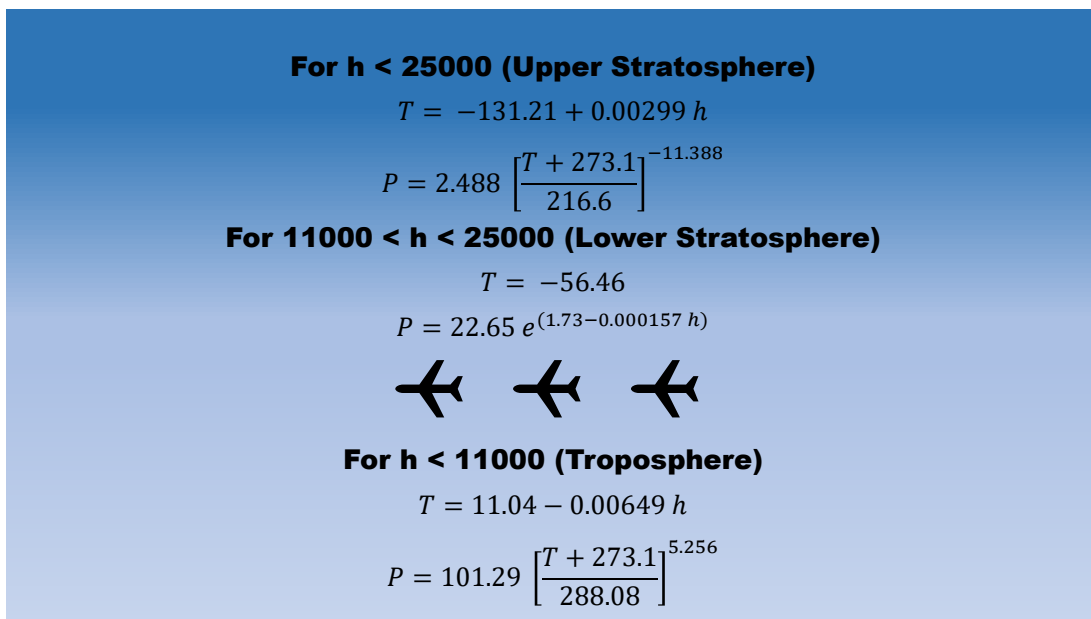 For h < 25000 (Upper Stratosphere)
T = −131.21 + 0.00299 h
P = 2.488 [(T + 273.1)/216.6]^−11.388
For 11000 < h < 25000 (Lower Stratosphere)
T = −56.46
P = 22.65 e^(1.73−0.000157 h)
For h < 11000 (Troposphere)
T = 11.04 − 0.00649 h
P = 101.29 [(T + 273.1)/288.08]^5.256